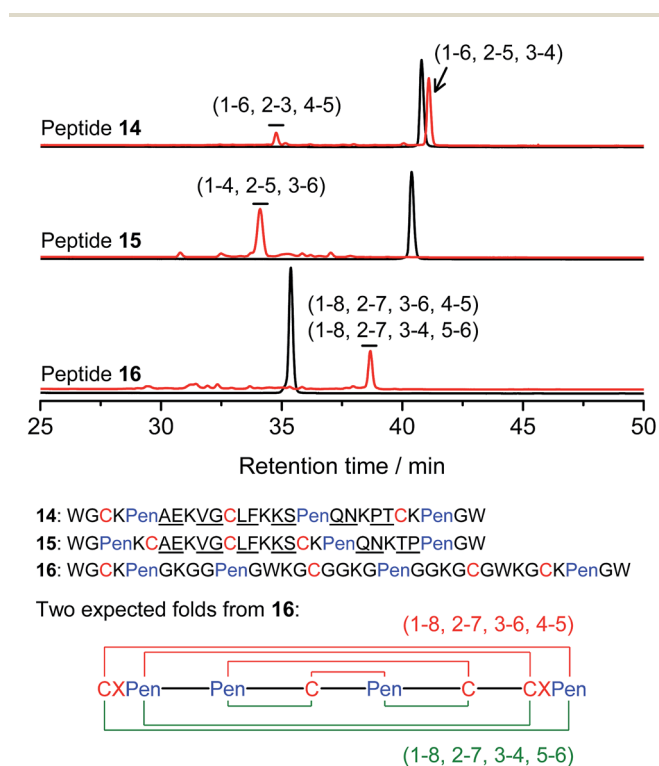 (1-6, 2-5, 3-4)
(1-6, 2-3, 4-5)
Peptide 14
(1-4, 2-5, 3-6)
Peptide 15
(1-8, 2-7, 3-6, 4-5)
(1-8, 2-7, 3-4, 5-6)
Peptide 16
25 30 35 40 45 50
Retention time / min
14: WGCKPenAEKVGCLFKKSPenQNKPTCKPenGW
15: WGPenKCAEKVGCLFKKSCKPenQNKTPPenGW
16: WGCKPenGKGGPenGWKGCGGKGPenGGKGCGWKGCKPenGW
Two expected folds from 16:
(1-8, 2-7, 3-6, 4-5)
CXPen Pen C Pen C CXPen
(1-8, 2-7, 3-4, 5-6)